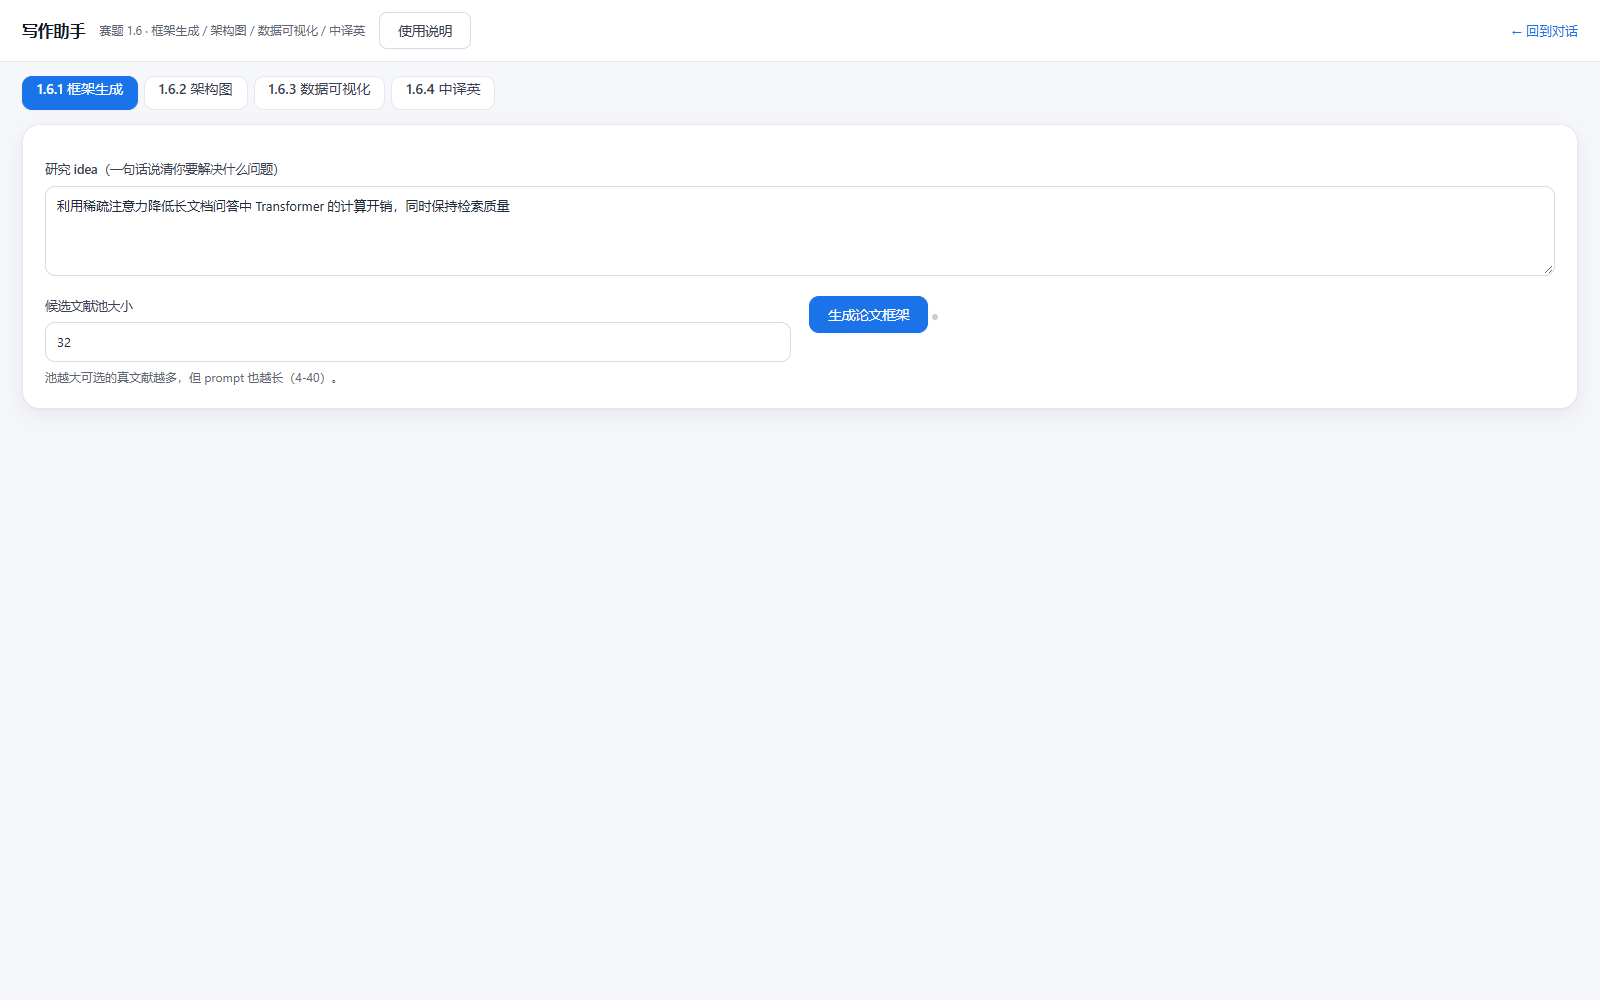 写作助手 赛题 1.6 · 框架生成 / 架构图 / 数据可视化 / 中译英 使用说明 ← 回到对话
1.6.1 框架生成 1.6.2 架构图 1.6.3 数据可视化 1.6.4 中译英
研究 idea（一句话说清你要解决什么问题）
利用稀疏注意力降低长文档问答中 Transformer 的计算开销，同时保持检索质量
候选文献池大小
生成论文框架
32
池越大可选的真文献越多，但 prompt 也越长（4-40）。